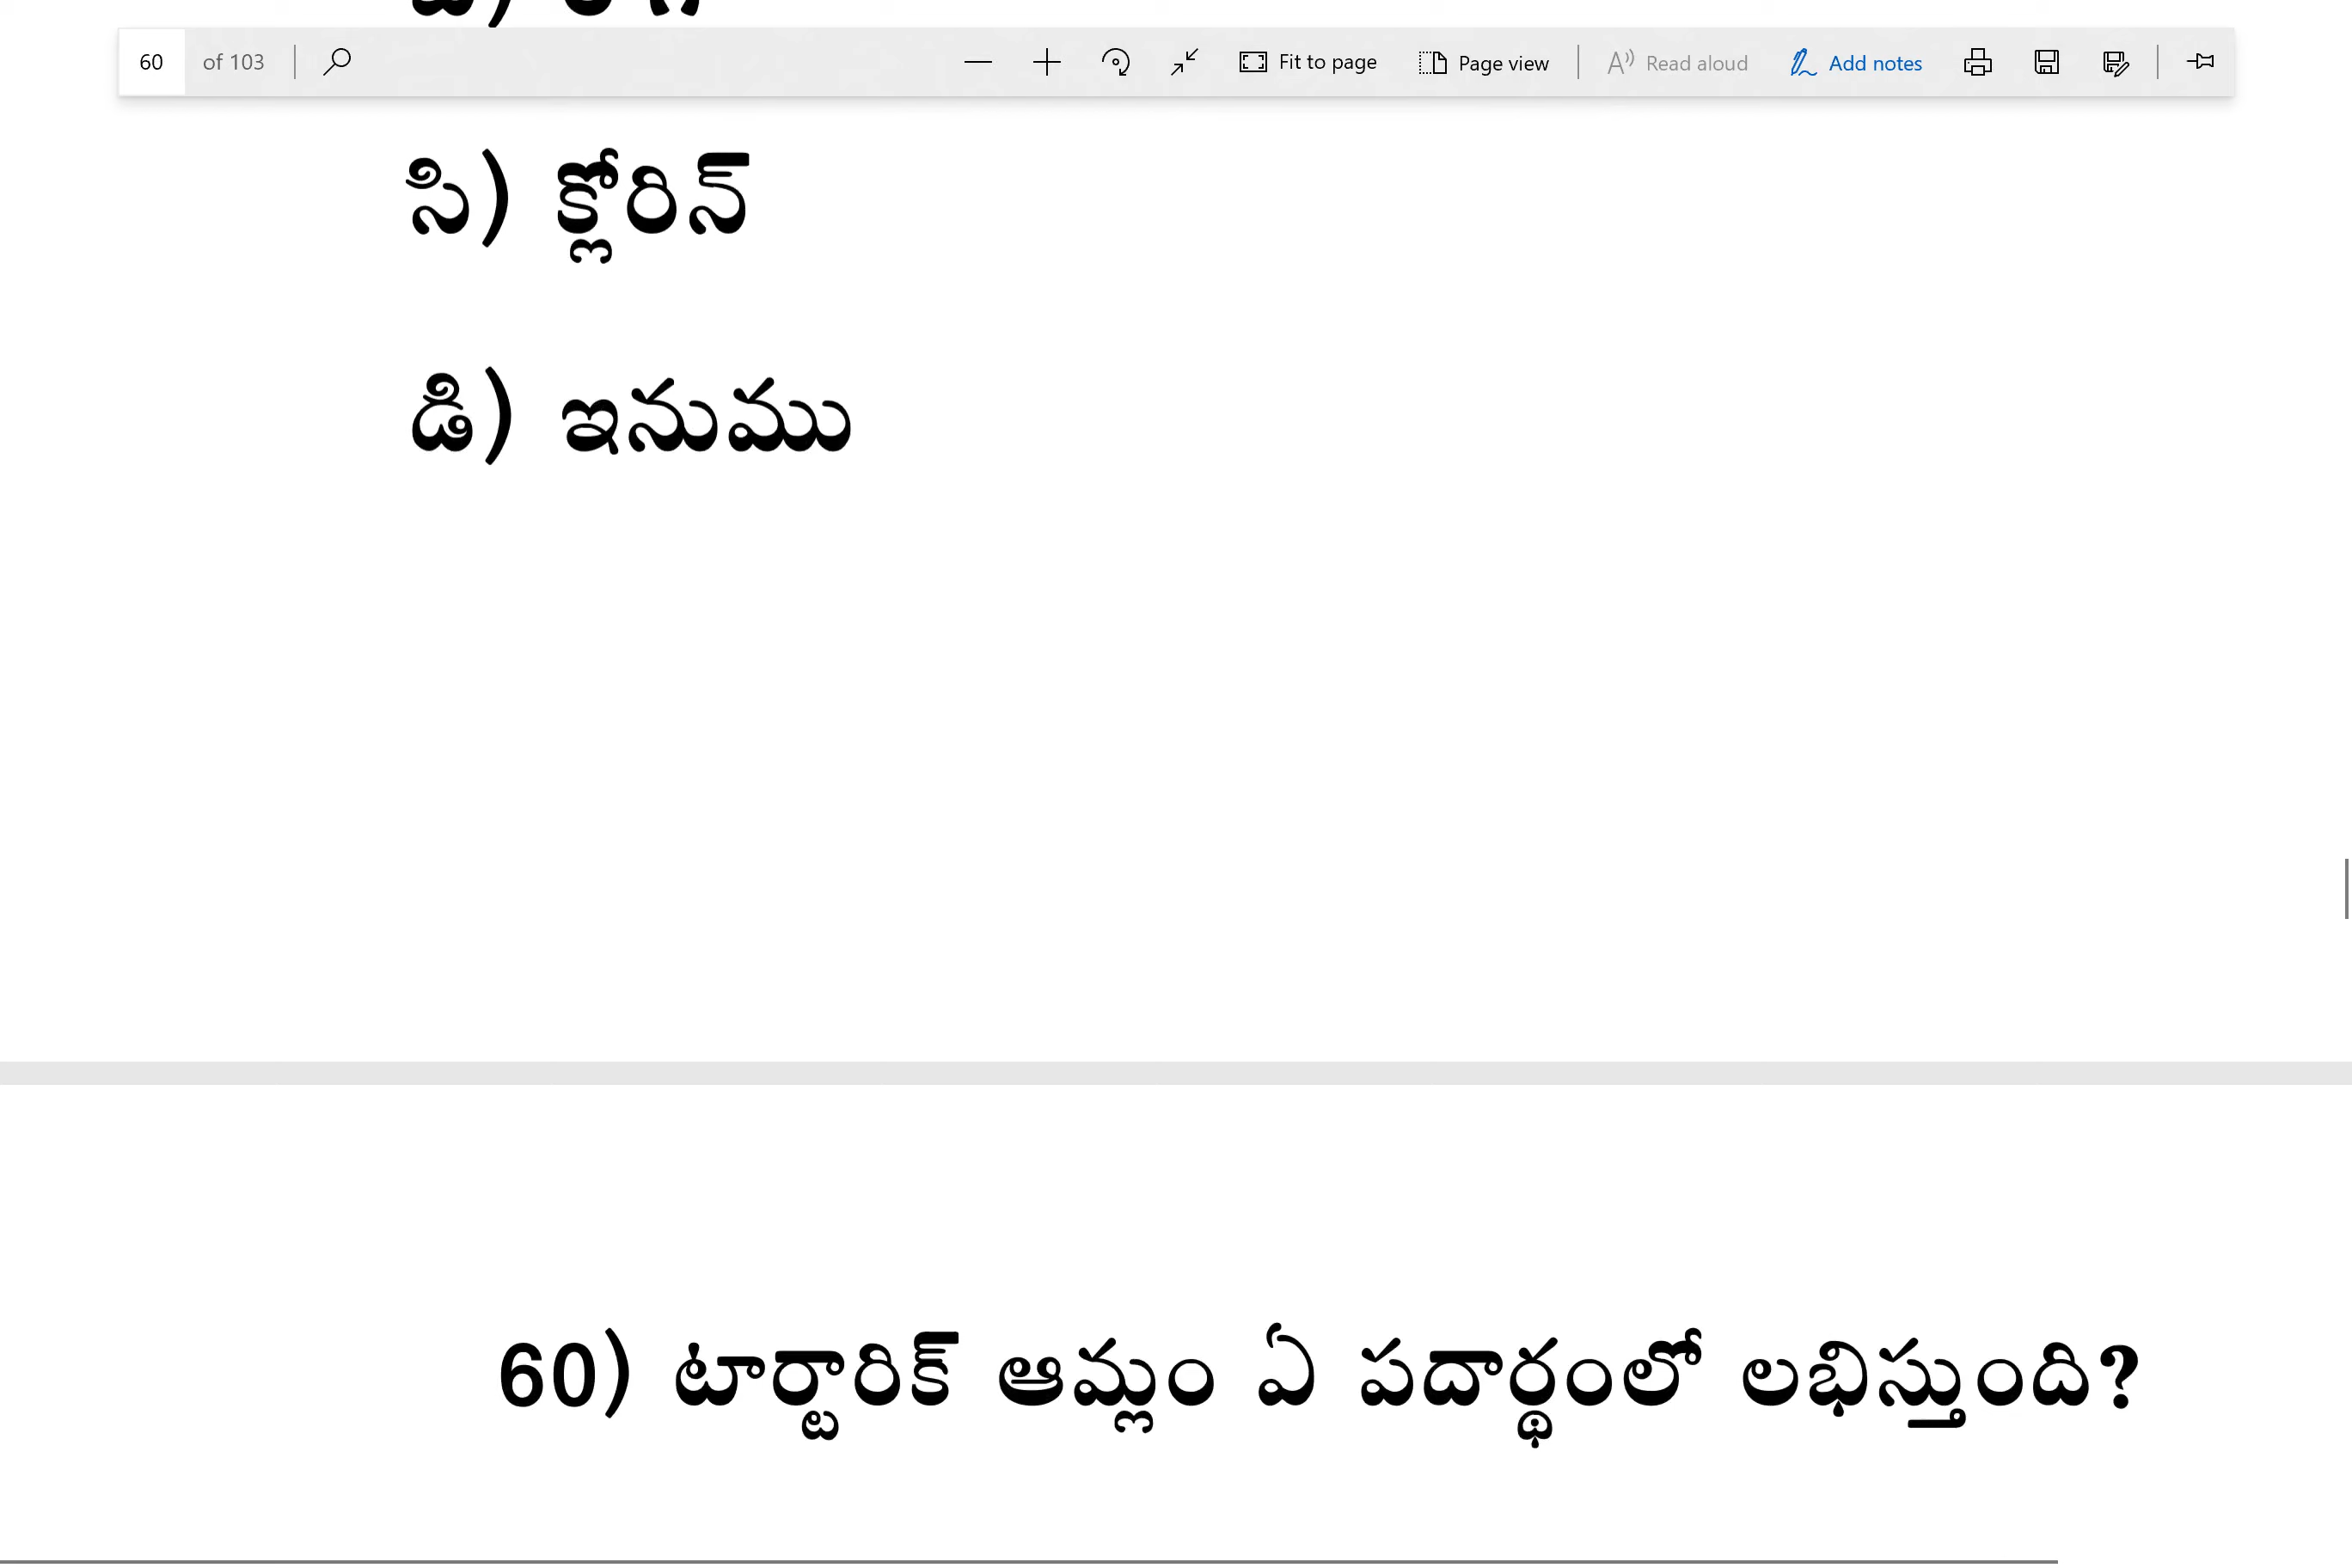 60 of 103 Fit to page Page view Read aloud Add notes
సి) క్లోరిన్
డి) ఇనుము
60) టార్టారిక్ ఆమ్లం ఏ పదార్థంలో లభిస్తుంది?